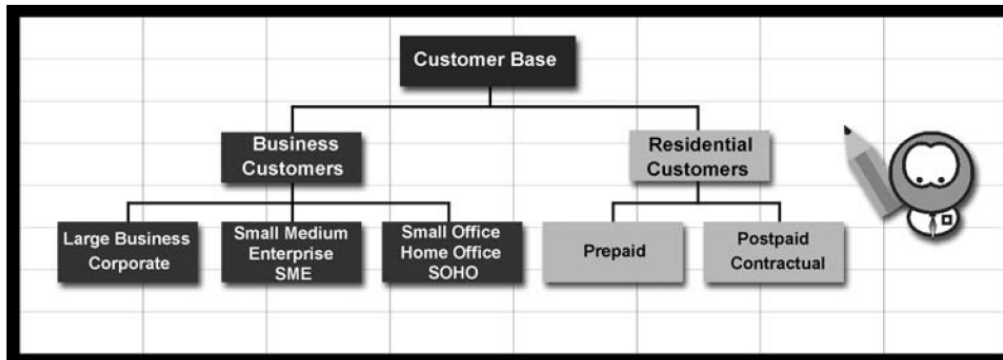 Customer Base
Business
Customers
Residential
Customers
Large Business
Corporate
Small Medium
Enterprise
SME
Small Office
Home Office
SOHO
Prepaid
Postpaid
Contractual